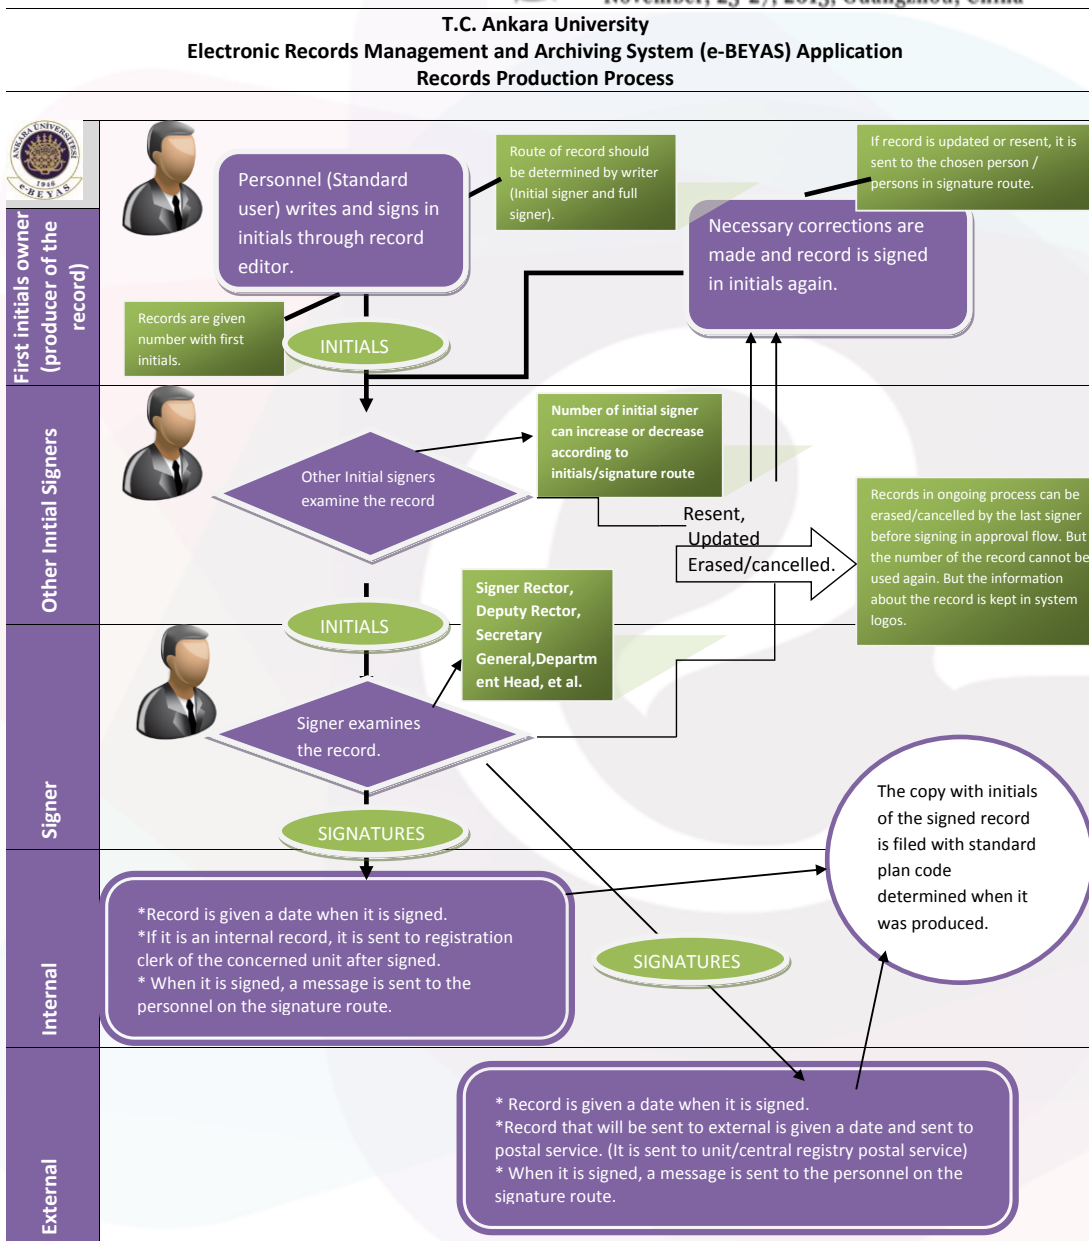 November, 25-27, 2015, Guangzhou, China
T.C. Ankara University
Electronic Records Management and Archiving System (e-BEYAS) Application
Records Production Process
ANKARA ÜNİVERSİTESİ
1946
e-BEYAS
First initials owner
(producer of the
record)
Personnel (Standard
user) writes and signs in
initials through record
editor.
Route of record should
be determined by writer
(Initial signer and full
signer).
If record is updated or resent, it is
sent to the chosen person /
persons in signature route.
Necessary corrections are
made and record is signed
in initials again.
Records are given
number with first
initials.
INITIALS
Other Initial Signers
Other Initial signers
examine the record
Number of initial signer
can increase or decrease
according to
initials/signature route
Resent,
Updated
Erased/cancelled.
Records in ongoing process can be
erased/cancelled by the last signer
before signing in approval flow. But
the number of the record cannot be
used again. But the information
about the record is kept in system
logos.
INITIALS
Signer Rector,
Deputy Rector,
Secretary
General,Departm
ent Head, et al.
Signer
Signer examines
the record.
SIGNATURES
The copy with initials
of the signed record
is filed with standard
plan code
determined when it
was produced.
Internal
*Record is given a date when it is signed.
*If it is an internal record, it is sent to registration
clerk of the concerned unit after signed.
* When it is signed, a message is sent to the
personnel on the signature route.
SIGNATURES
External
* Record is given a date when it is signed.
*Record that will be sent to external is given a date and sent to
postal service. (It is sent to unit/central registry postal service)
* When it is signed, a message is sent to the personnel on the
signature route.